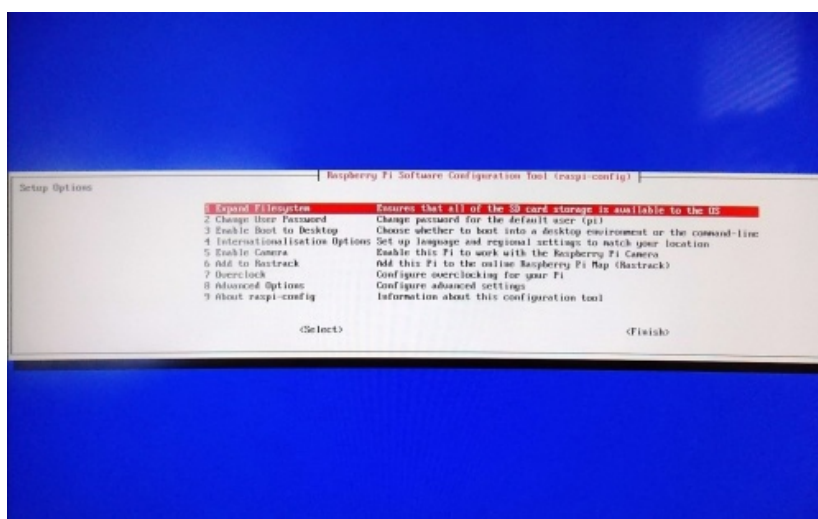 Raspberry Pi Software Configuration Tool (raspi-config)
Setup Options
1 Expand Filesystem Ensures that all of the SD card storage is available to the OS
2 Change User Password Change password for the default user (pi)
3 Enable Boot to Desktop Choose whether to boot into a desktop environment or the command-line
4 Internationalisation Options Set up language and regional settings to match your location
5 Enable Camera Enable this Pi to work with the Raspberry Pi Camera
6 Add to Rastrack Add this Pi to the online Raspberry Pi Map (Rastrack)
7 Overclock Configure overclocking for your Pi
8 Advanced Options Configure advanced settings
9 About raspi-config Information about this configuration tool
<Select> <Finish>